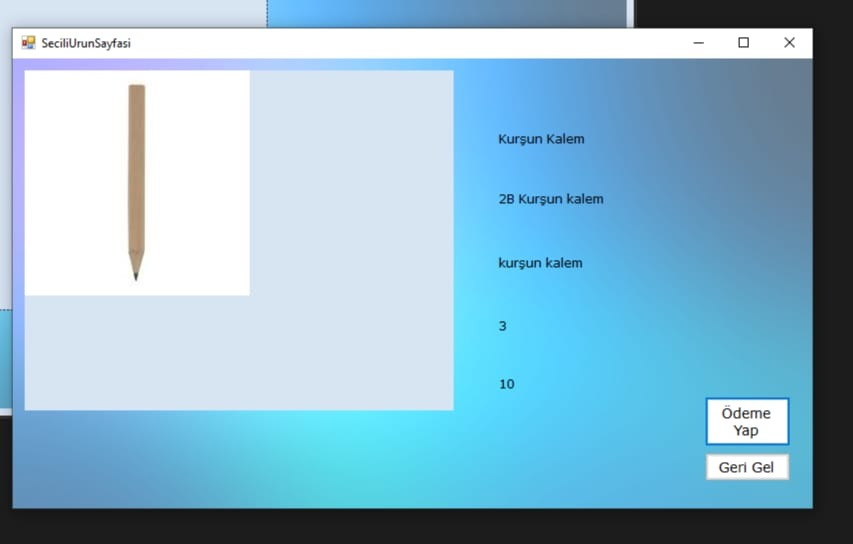 SeciliUrunSayfasi
Kurşun Kalem
2B Kurşun kalem
kurşun kalem
3
10
Ödeme
Yap
Geri Gel